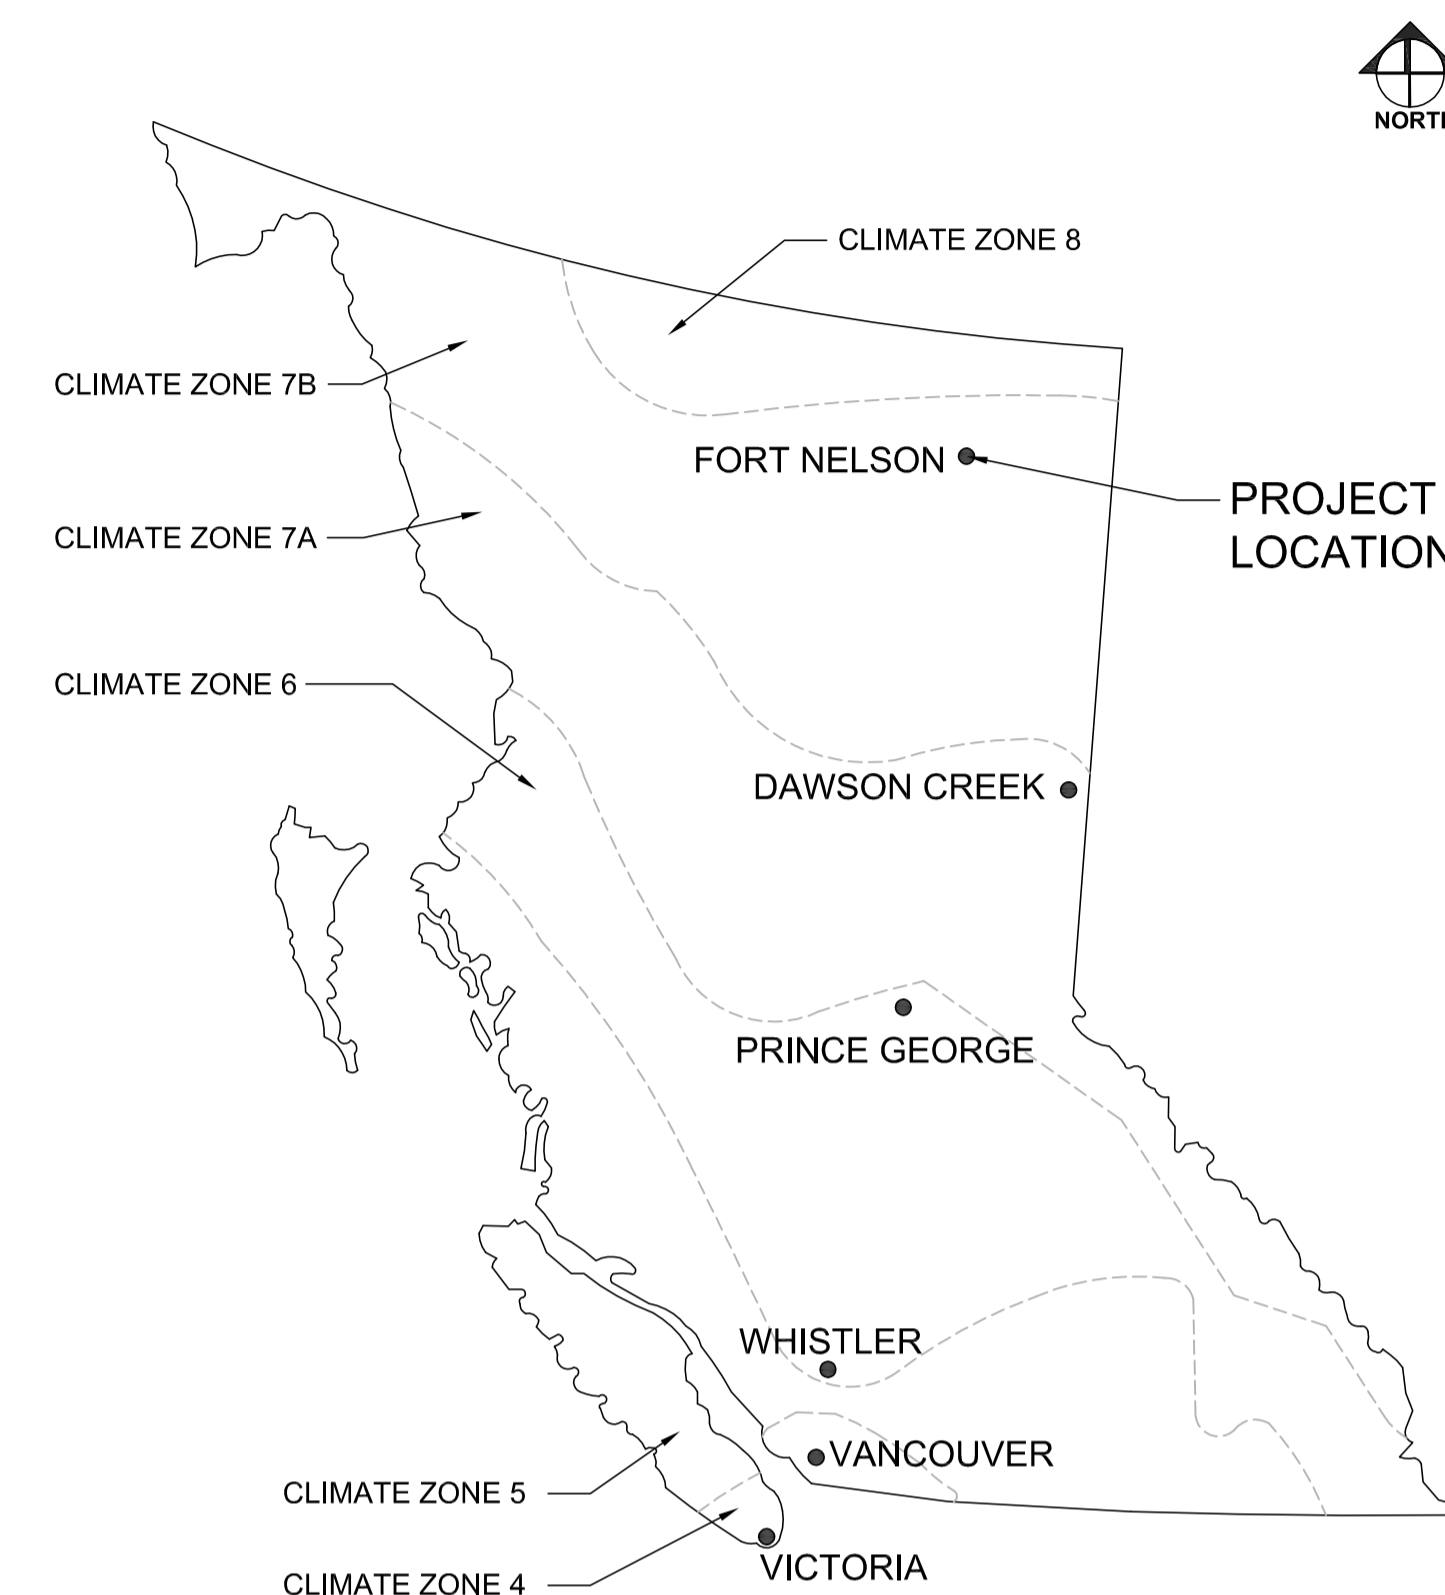 NORTH
CLIMATE ZONE 8
CLIMATE ZONE 7B
FORT NELSON
PROJECT
LOCATION
CLIMATE ZONE 7A
CLIMATE ZONE 6
DAWSON CREEK
PRINCE GEORGE
WHISTLER
VANCOUVER
CLIMATE ZONE 5
VICTORIA
CLIMATE ZONE 4